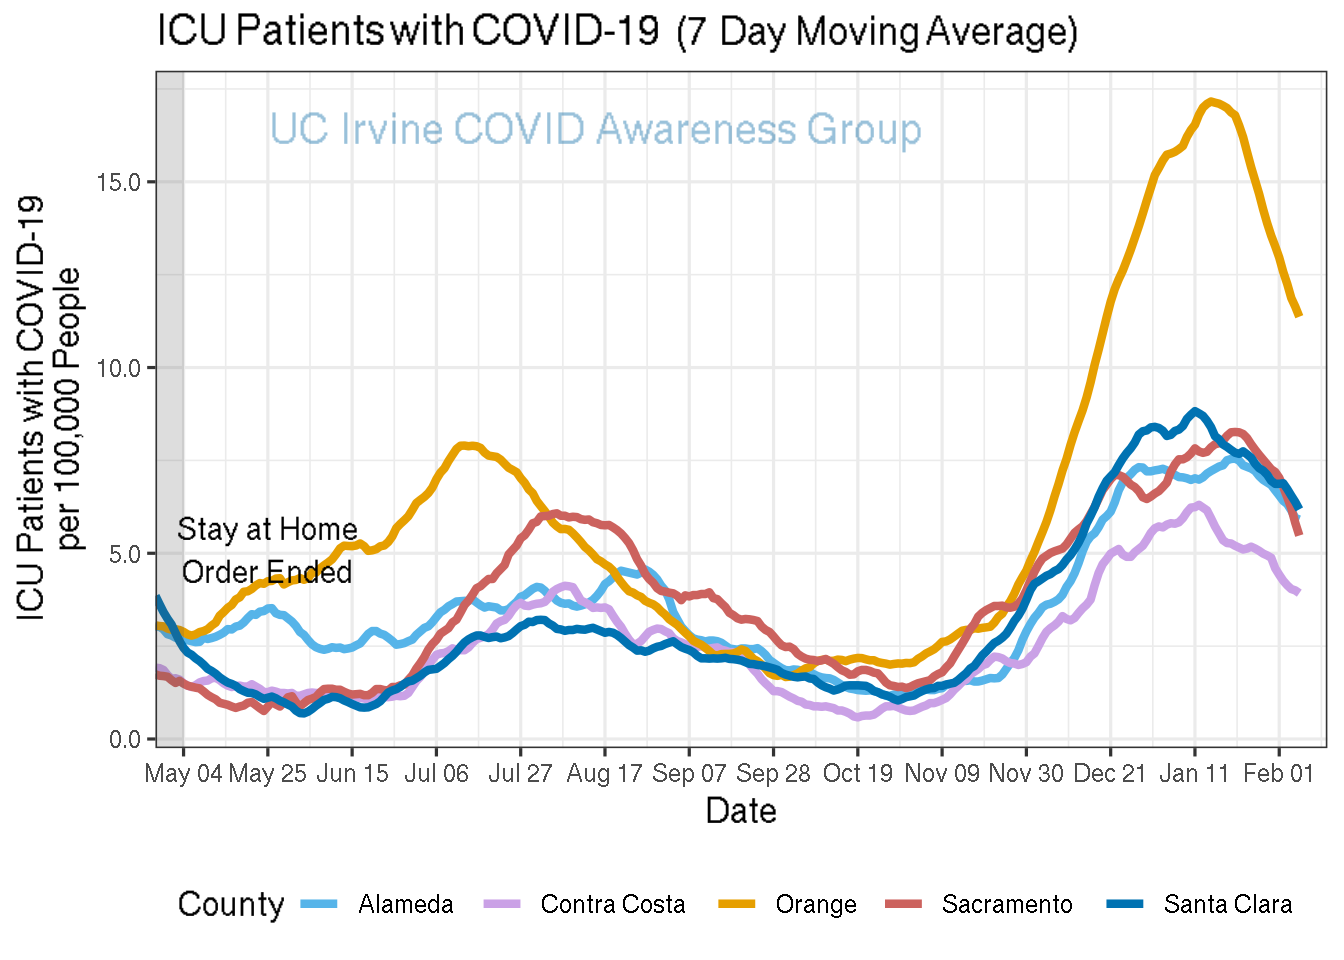 ICU Patients with COVID-19 (7 Day Moving Average)
UC Irvine COVID Awareness Group
ICU Patients with COVID-19
per 100,000 People
15.0
10.0
5.0
0.0
Stay at Home
Order Ended
May 04 May 25 Jun 15 Jul 06 Jul 27 Aug 17 Sep 07 Sep 28 Oct 19 Nov 09 Nov 30 Dec 21 Jan 11 Feb 01
Date
County Alameda Contra Costa Orange Sacramento Santa Clara